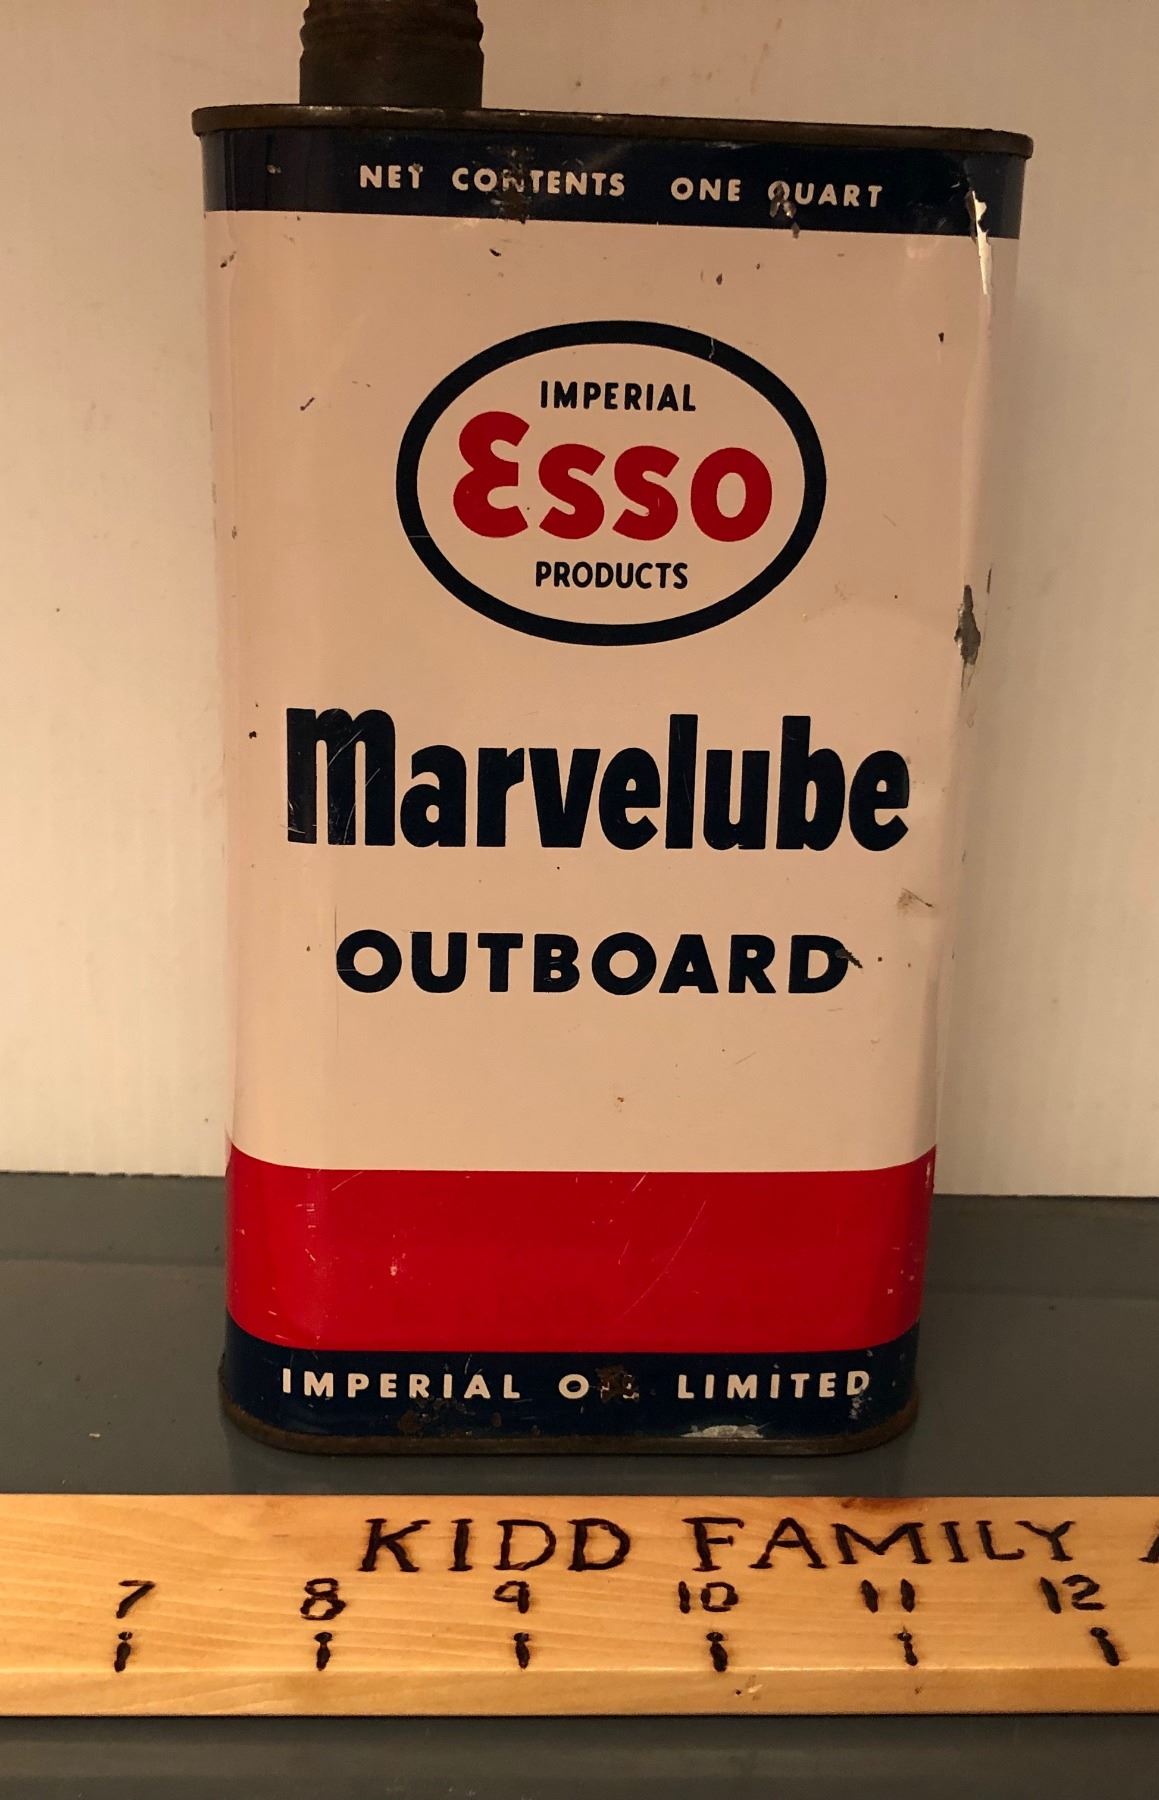 NET CONTENTS ONE QUART
IMPERIAL
Esso
PRODUCTS
Marvelube
OUTBOARD
IMPERIAL OIL LIMITED
KIDD FAMILY
7 8 9 10 11 12